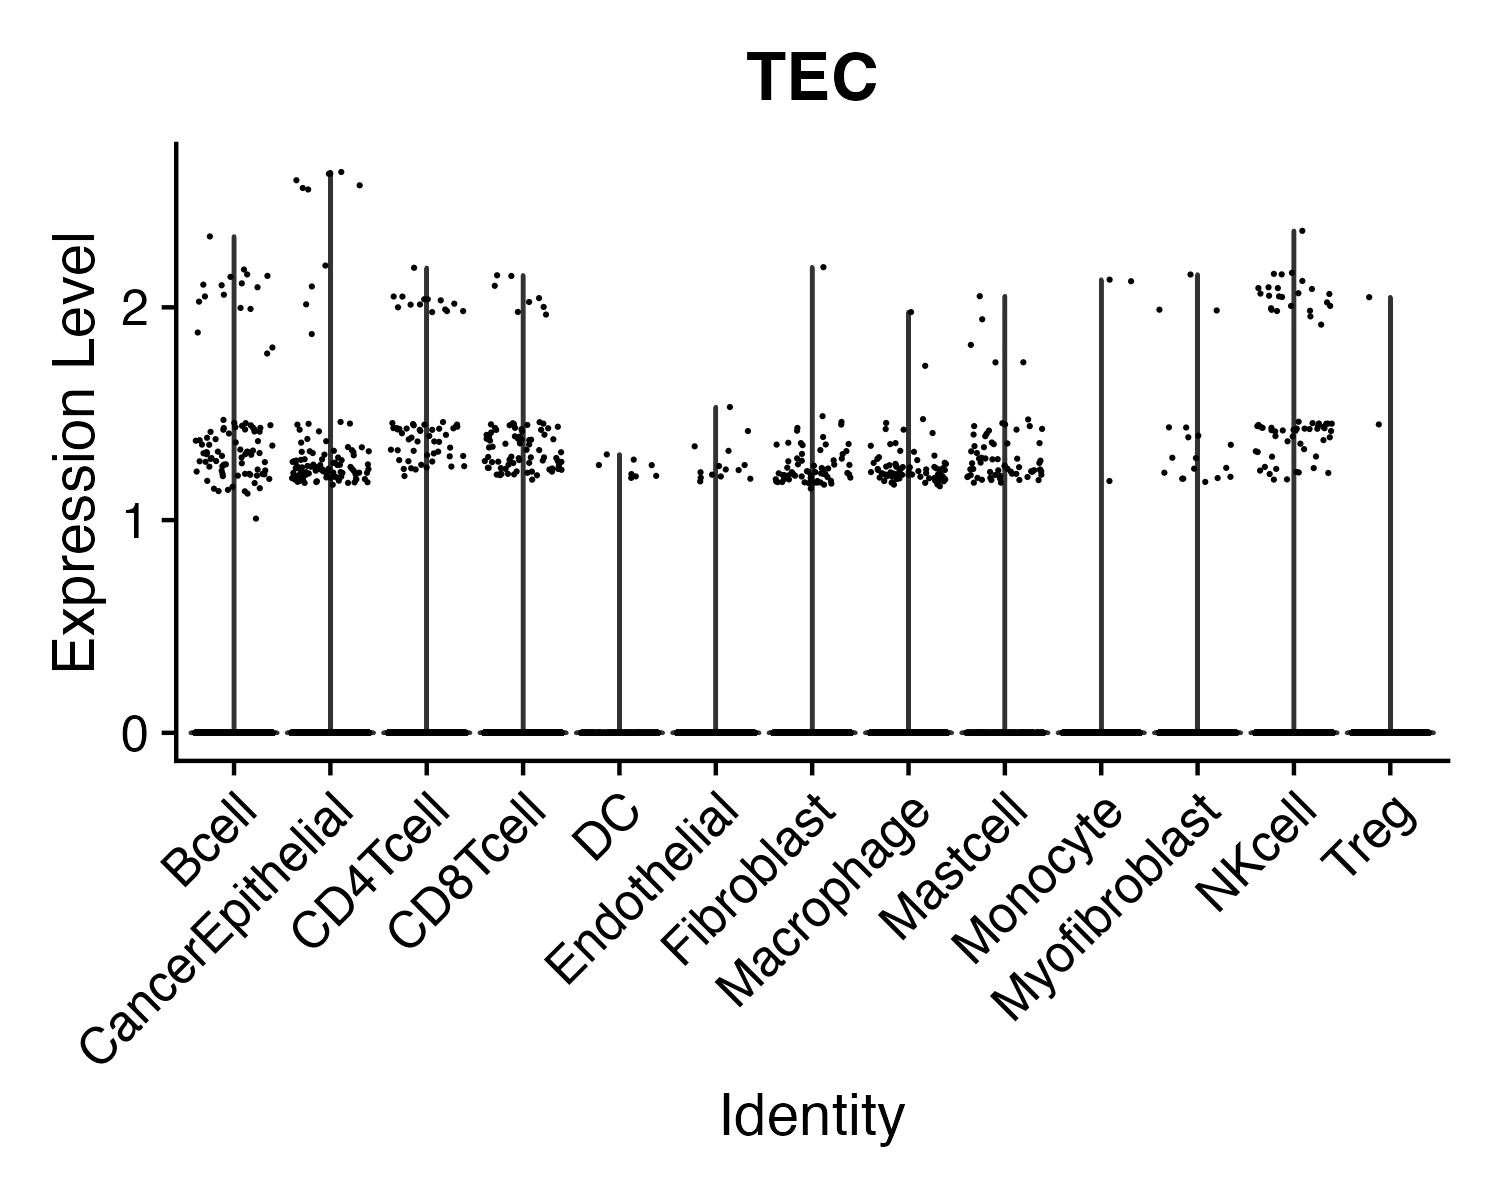 TEC
Expression Level
2
1
0
Bcell
CancerEpithelial
CD4Tcell
CD8Tcell
DC
Endothelial
Fibroblast
Macrophage
Mastcell
Monocyte
Myofibroblast
NKcell
Treg
Identity